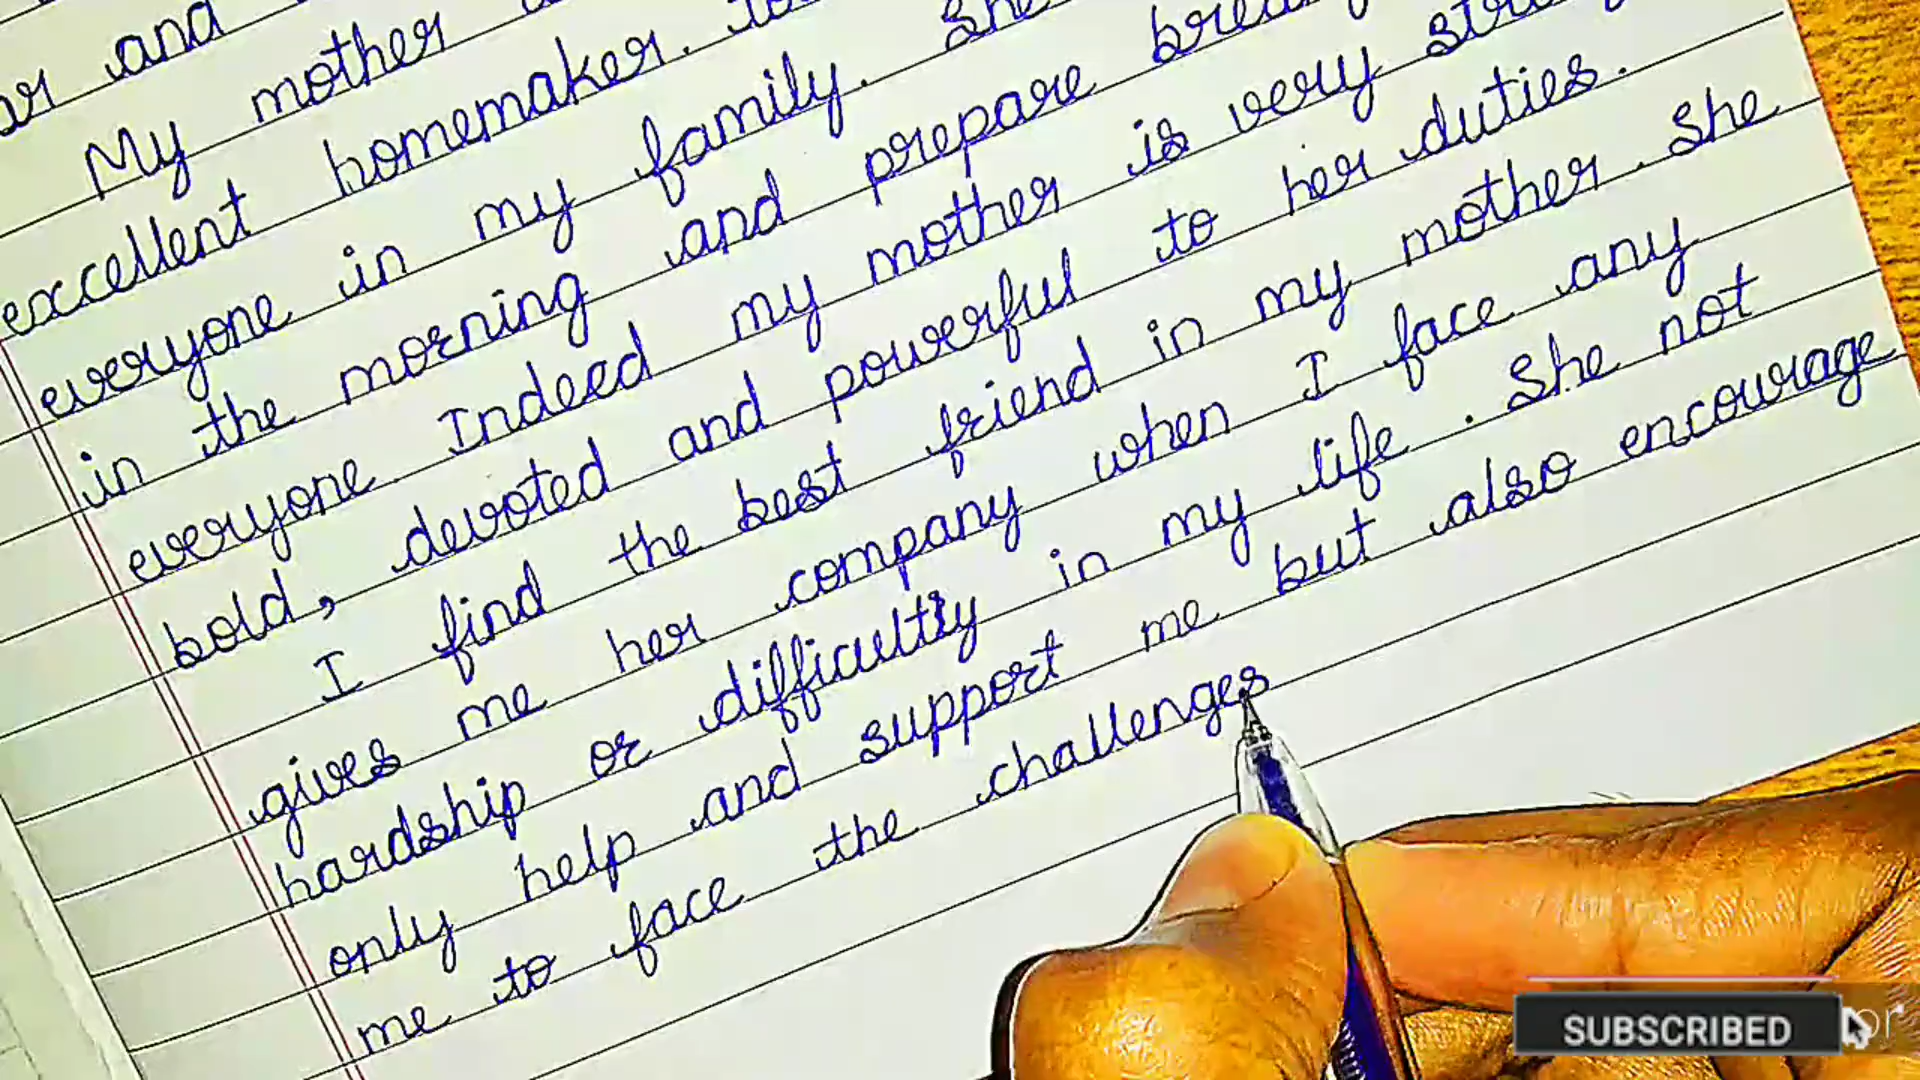 and
My mother
excellent homemaker.
everyone in my family. She
in the morning and prepare
everyone. Indeed my mother is very
bold, devoted and powerful to her duties.
I find the best friend in my mother. She
gives me her company when I face any
hardship or difficulty in my life. She not
only help and support me but also encourage
me to face the challenges
SUBSCRIBED